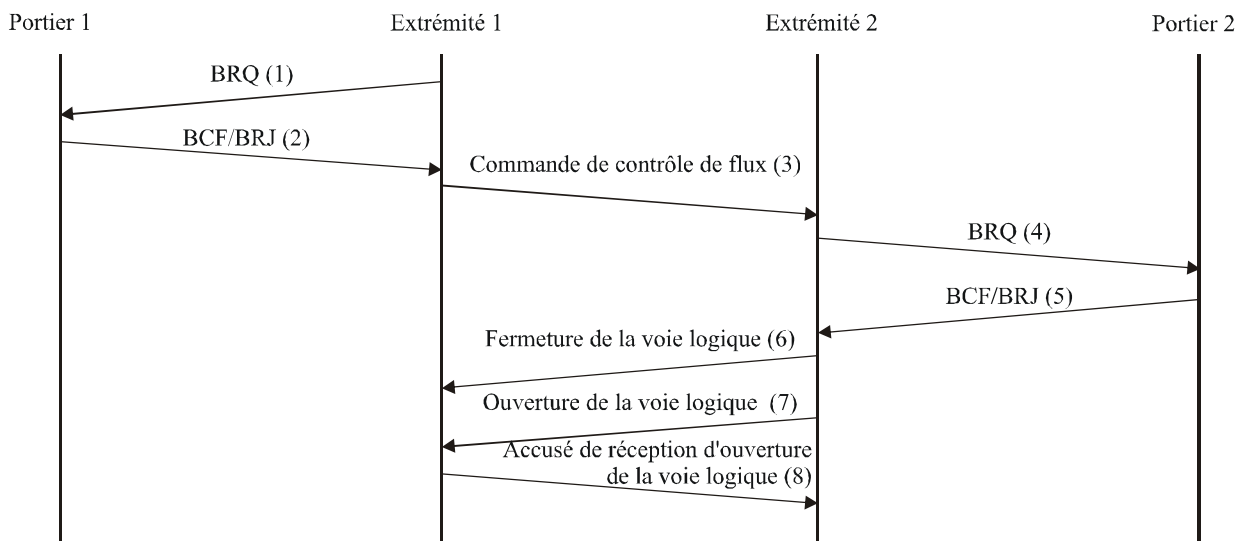 Portier 1
Extrémité 1
Extrémité 2
Portier 2
BRQ (1)
BCF/BRJ (2)
Commande de contrôle de flux (3)
BRQ (4)
BCF/BRJ (5)
Fermeture de la voie logique (6)
Ouverture de la voie logique (7)
Accusé de réception d'ouverture
de la voie logique (8)